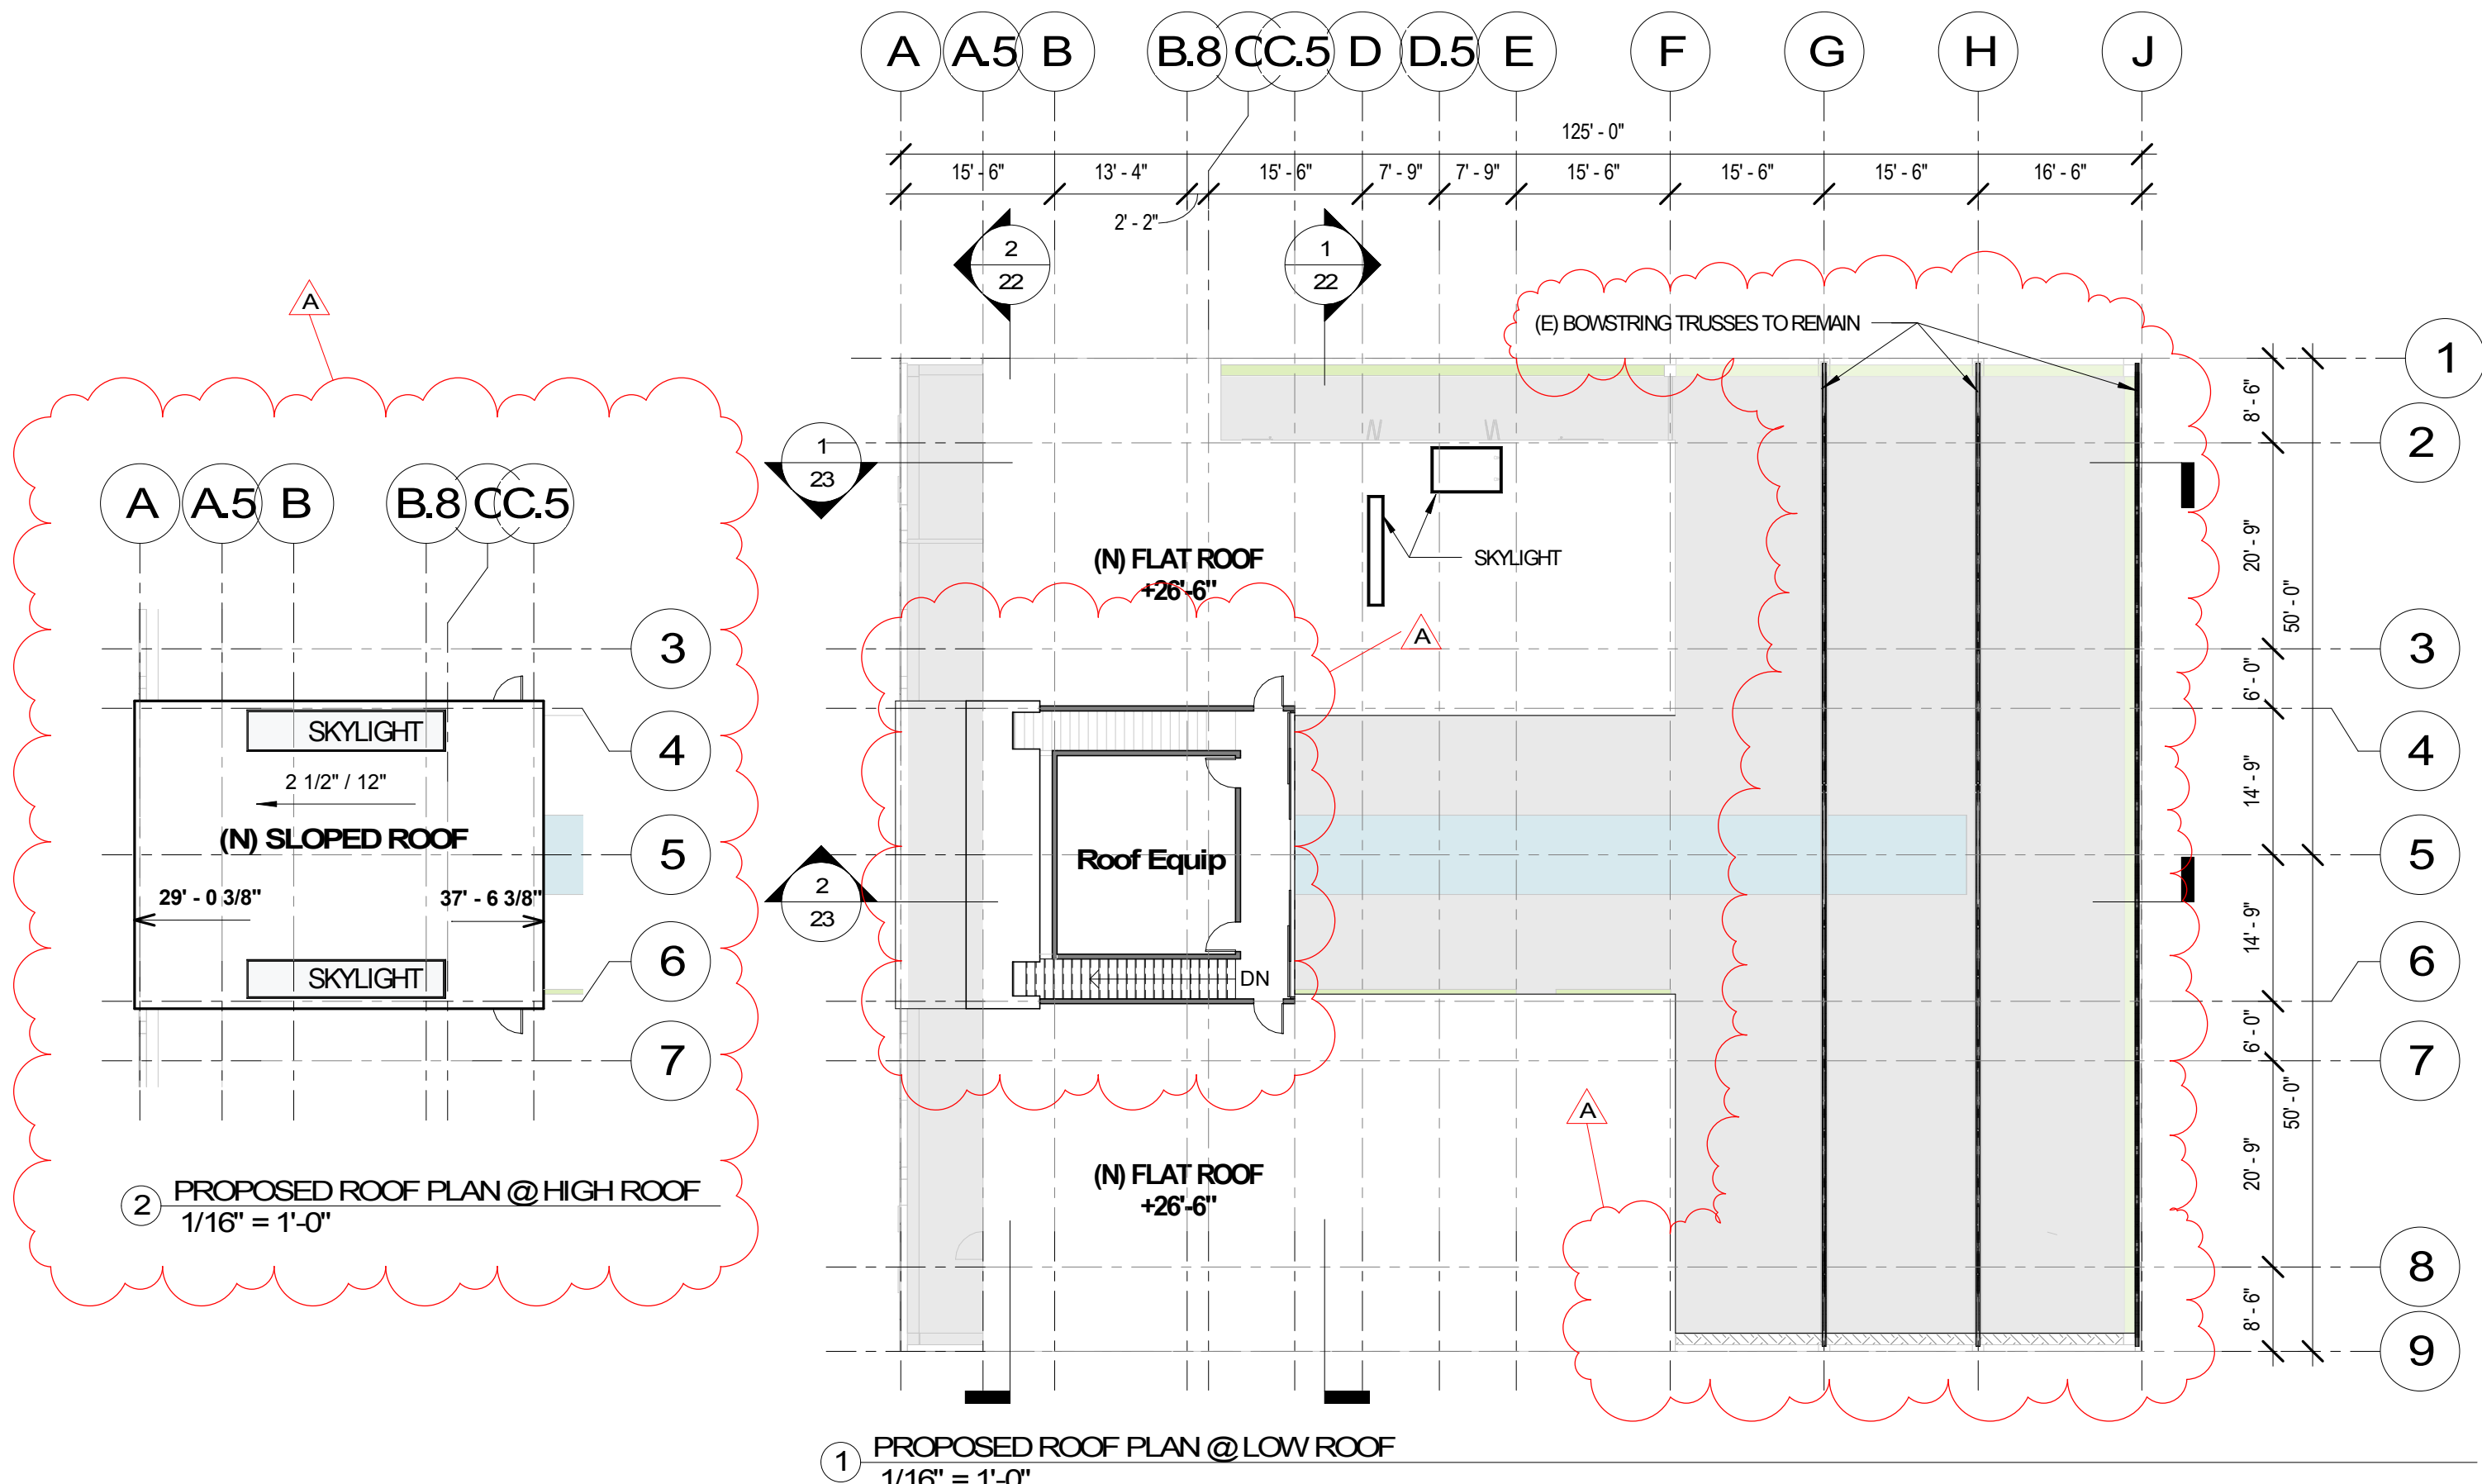 A A.5 B B.8 C C.5 D D.5 E F G H J
125' - 0"
15' - 6" 13' - 4" 15' - 6" 7' - 9" 7' - 9" 15' - 6" 15' - 6" 15' - 6" 16' - 6"
2' - 2"
2
22
1
22
(E) BOWSTRING TRUSSES TO REMAIN
1
23
SKYLIGHT
(N) FLAT ROOF
+26'-6"
A
Roof Equip
DN
2
23
(N) FLAT ROOF
+26'-6"
A
1
2
3
4
5
6
7
8
9
8' - 6"
20' - 9"
6' - 0"
14' - 9"
14' - 9"
6' - 0"
20' - 9"
8' - 6"
50' - 0"
50' - 0"
1 PROPOSED ROOF PLAN @ LOW ROOF
1/16" = 1'-0"
A
A A.5 B B.8 C C.5
3
4
5
6
7
SKYLIGHT
2 1/2" / 12"
(N) SLOPED ROOF
29' - 0 3/8" 37' - 6 3/8"
SKYLIGHT
2 PROPOSED ROOF PLAN @ HIGH ROOF
1/16" = 1'-0"